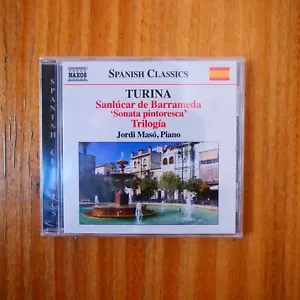 NAXOS
SPANISH CLASSICS
TURINA
Sanlúcar de Barrameda
‘Sonata pintoresca’
Trilogía
Jordi Masó, Piano
SPANISH CLASSICS